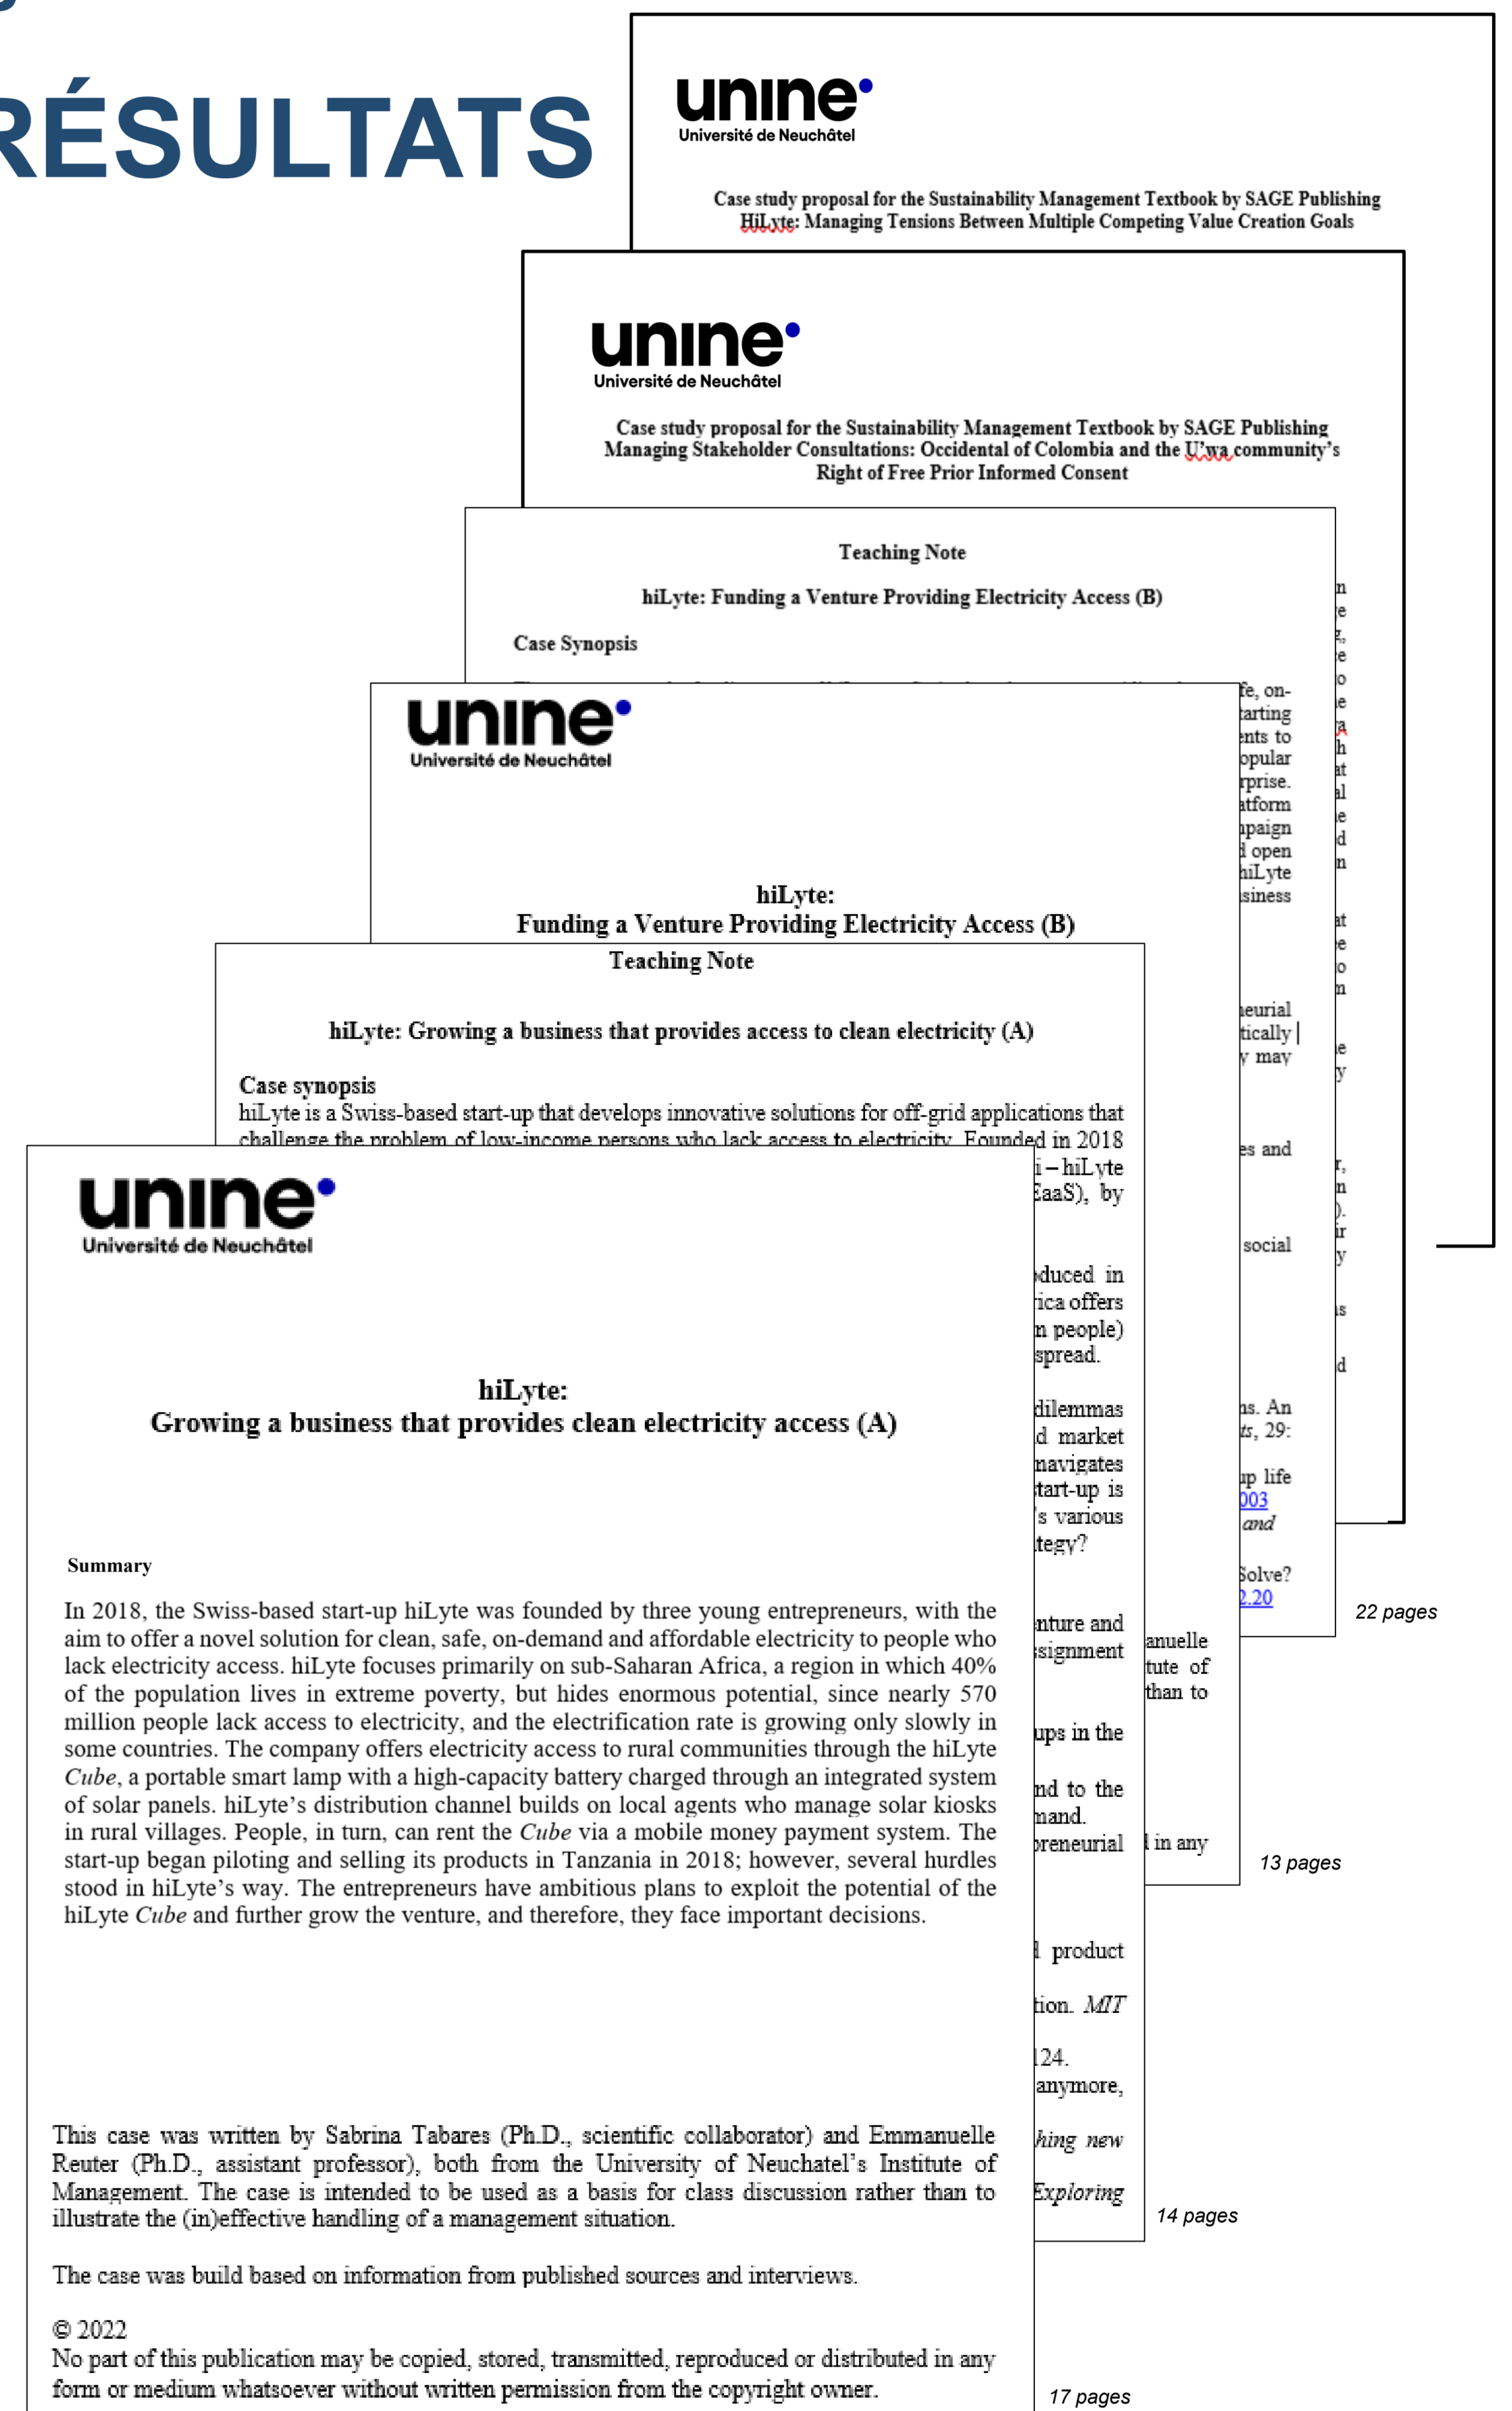 RÉSULTATS
unine
Université de Neuchâtel
Case study proposal for the Sustainability Management Textbook by SAGE Publishing
HiLyte: Managing Tensions Between Multiple Competing Value Creation Goals
unine
Université de Neuchâtel
Case study proposal for the Sustainability Management Textbook by SAGE Publishing
Managing Stakeholder Consultations: Occidental of Colombia and the U'wa community's
Right of Free Prior Informed Consent
Teaching Note
hiLyte: Funding a Venture Providing Electricity Access (B)
Case Synopsis
unine
Université de Neuchâtel
hiLyte:
Funding a Venture Providing Electricity Access (B)
Teaching Note
hiLyte: Growing a business that provides access to clean electricity (A)
Case synopsis
hiLyte is a Swiss-based start-up that develops innovative solutions for off-grid applications that
challenge the problem of low-income persons who lack access to electricity. Founded in 2018
unine
Université de Neuchâtel
hiLyte:
Growing a business that provides clean electricity access (A)
Summary
In 2018, the Swiss-based start-up hiLyte was founded by three young entrepreneurs, with the
aim to offer a novel solution for clean, safe, on-demand and affordable electricity to people who
lack electricity access. hiLyte focuses primarily on sub-Saharan Africa, a region in which 40%
of the population lives in extreme poverty, but hides enormous potential, since nearly 570
million people lack access to electricity, and the electrification rate is growing only slowly in
some countries. The company offers electricity access to rural communities through the hiLyte
Cube, a portable smart lamp with a high-capacity battery charged through an integrated system
of solar panels. hiLyte's distribution channel builds on local agents who manage solar kiosks
in rural villages. People, in turn, can rent the Cube via a mobile money payment system. The
start-up began piloting and selling its products in Tanzania in 2018; however, several hurdles
stood in hiLyte's way. The entrepreneurs have ambitious plans to exploit the potential of the
hiLyte Cube and further grow the venture, and therefore, they face important decisions.
This case was written by Sabrina Tabares (Ph.D., scientific collaborator) and Emmanuelle
Reuter (Ph.D., assistant professor), both from the University of Neuchatel's Institute of
Management. The case is intended to be used as a basis for class discussion rather than to
illustrate the (in)effective handling of a management situation.
The case was build based on information from published sources and interviews.
© 2022
No part of this publication may be copied, stored, transmitted, reproduced or distributed in any
form or medium whatsoever without written permission from the copyright owner.
22 pages
13 pages
14 pages
17 pages